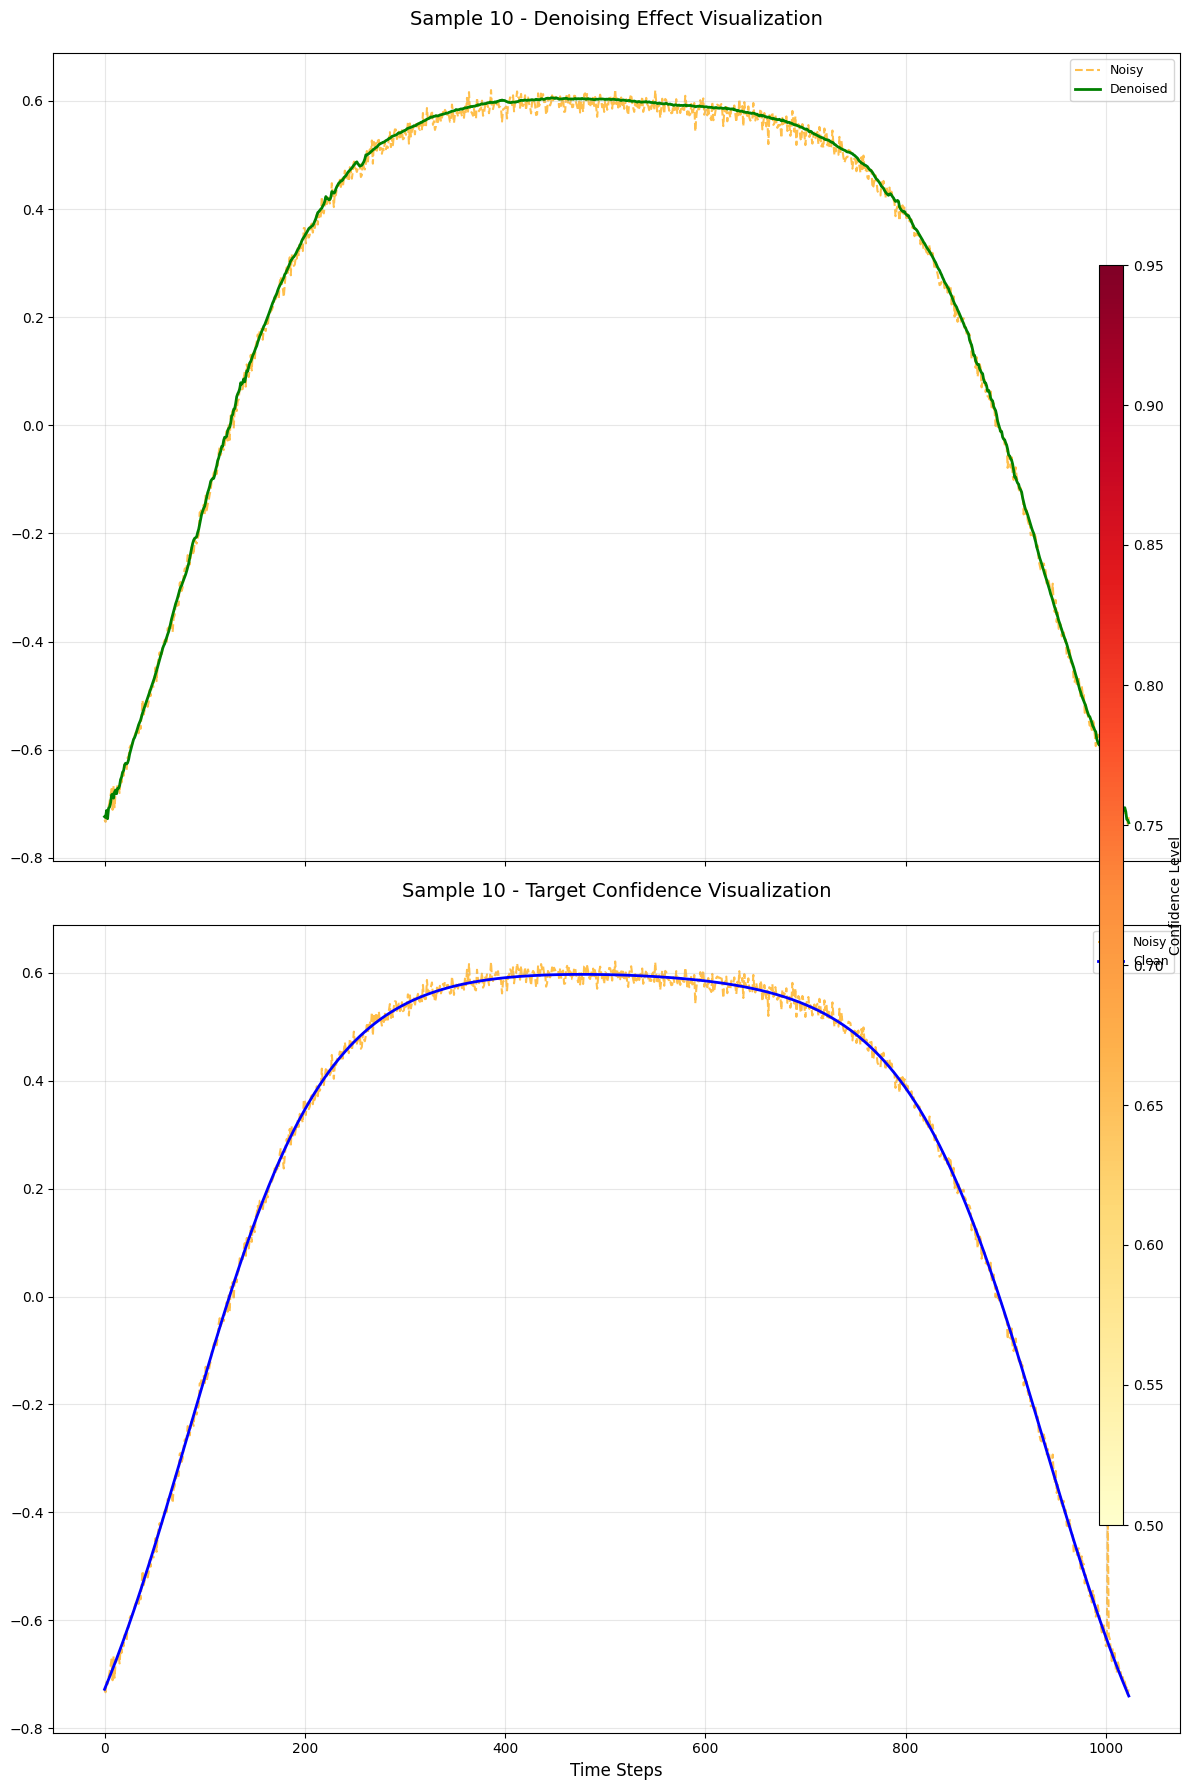 Sample 10 - Denoising Effect Visualization
Noisy
Denoised
0.6
0.4
0.2
0.0
−0.2
−0.4
−0.6
−0.8
0.95
0.90
0.85
0.80
0.75
0.70
0.65
0.60
0.55
0.50
Confidence Level
Sample 10 - Target Confidence Visualization
Noisy
Clean
0.6
0.4
0.2
0.0
−0.2
−0.4
−0.6
−0.8
0 200 400 600 800 1000
Time Steps